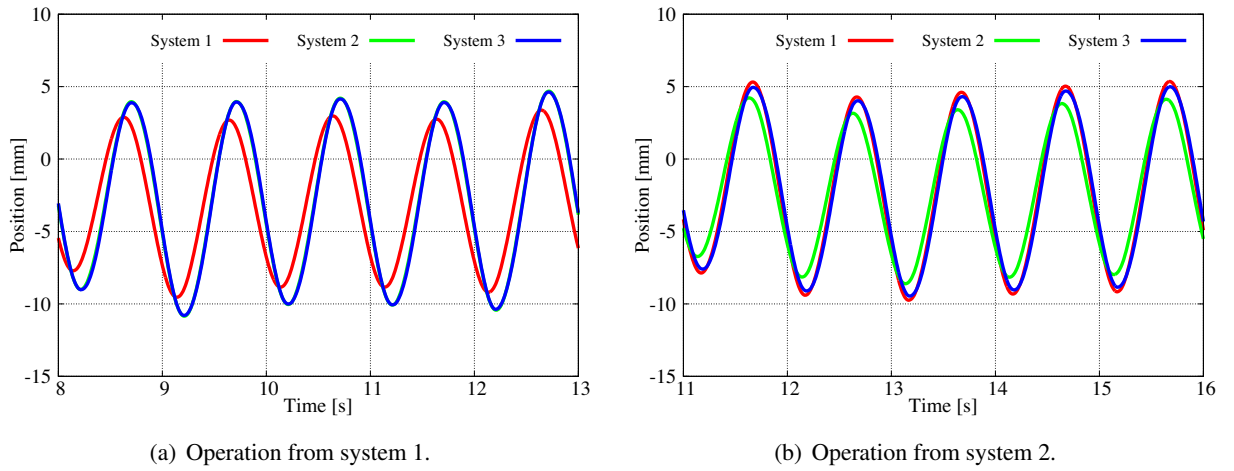 10
5
0
-5
-10
-15
Position [mm]
System 1
System 2
System 3
8
9
10
11
12
13
Time [s]
(a) Operation from system 1.
10
5
0
-5
-10
-15
Position [mm]
System 1
System 2
System 3
11
12
13
14
15
16
Time [s]
(b) Operation from system 2.